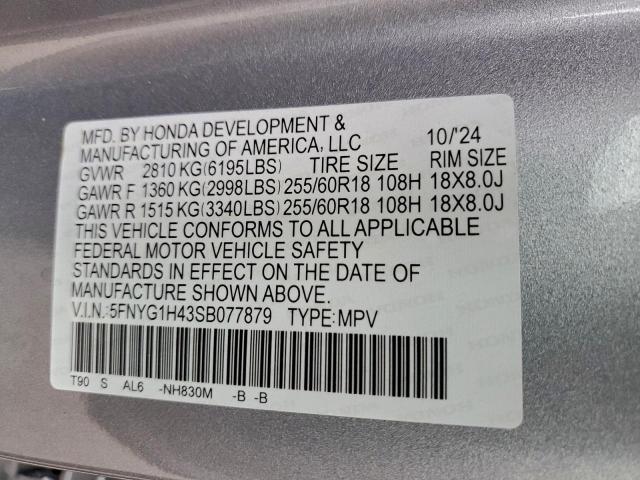 MFD. BY HONDA DEVELOPMENT &
MANUFACTURING OF AMERICA, LLC 10/'24
GVWR 2810 KG(6195LBS) TIRE SIZE RIM SIZE
GAWR F 1360 KG(2998LBS) 255/60R18 108H 18X8.0J
GAWR R 1515 KG(3340LBS) 255/60R18 108H 18X8.0J
THIS VEHICLE CONFORMS TO ALL APPLICABLE
FEDERAL MOTOR VEHICLE SAFETY
STANDARDS IN EFFECT ON THE DATE OF
MANUFACTURE SHOWN ABOVE.
V.I.N.:5FNYG1H43SB077879 TYPE:MPV
T90 S AL6 -NH830M -B -B